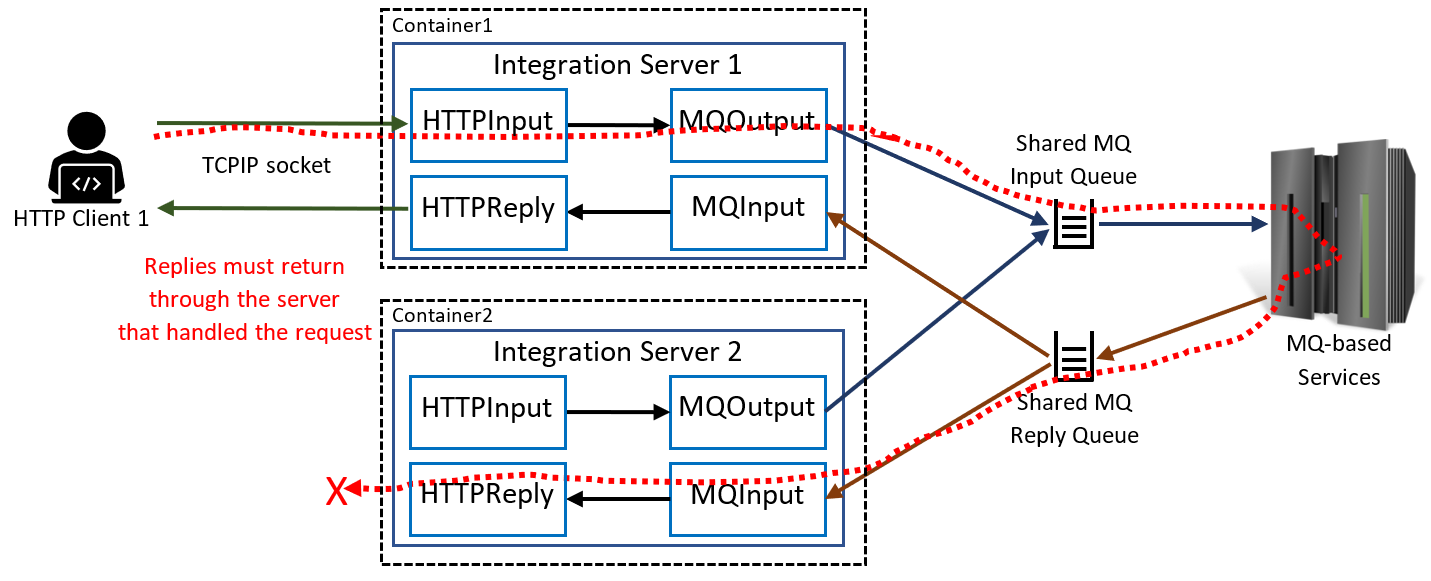 Container1
Integration Server 1
HTTPInput
MQOutput
TCPIP socket
HTTPReply
MQInput
HTTP Client 1
Shared MQ
Input Queue
Replies must return
through the server
that handled the request
Container2
Integration Server 2
HTTPInput
MQOutput
X
HTTPReply
MQInput
Shared MQ
Reply Queue
MQ-based
Services